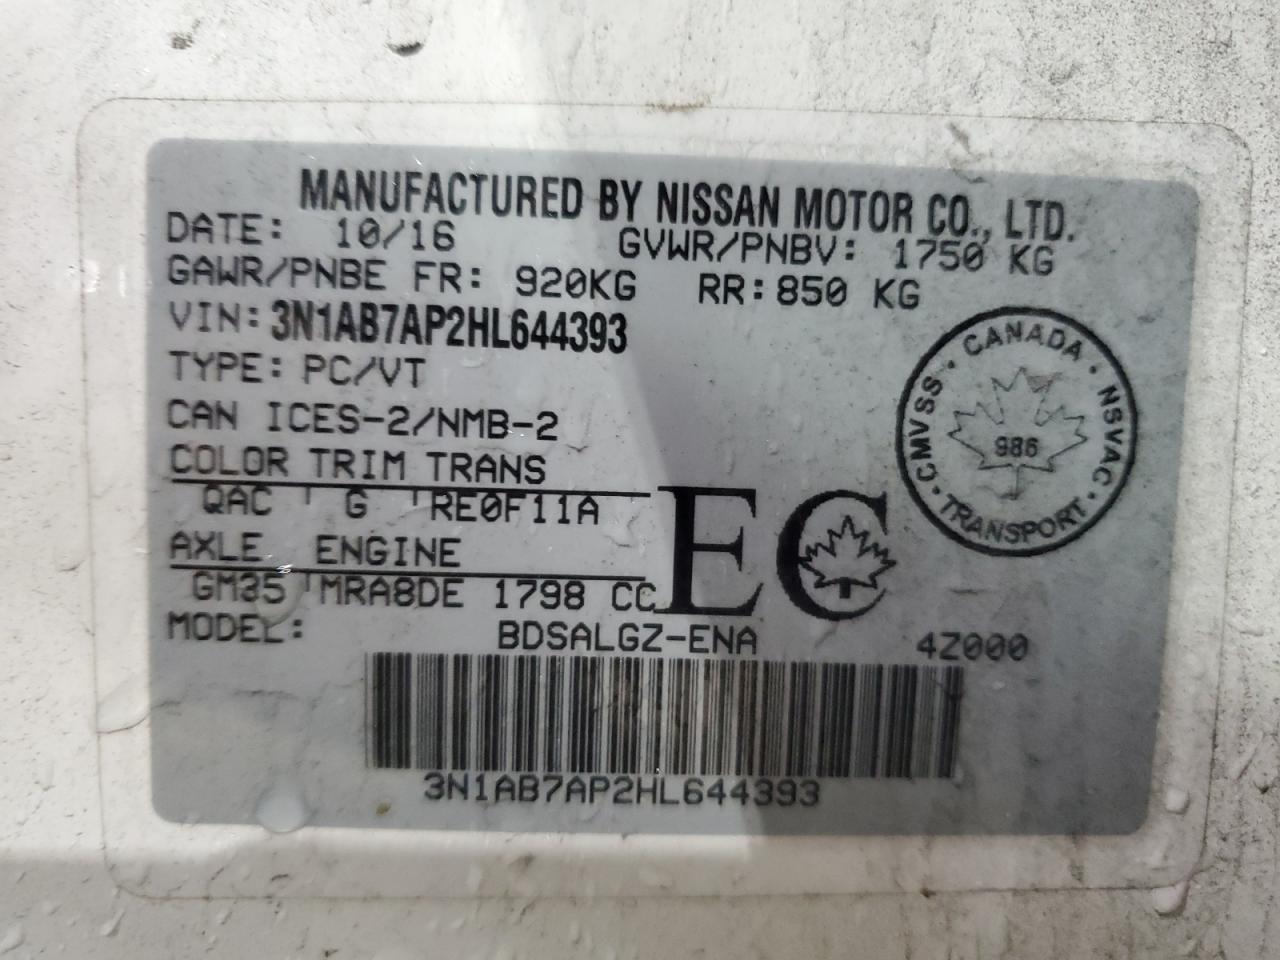 MANUFACTURED BY NISSAN MOTOR CO., LTD.
DATE: 10/16 GVWR/PNBV: 1750 KG
GAWR/PNBE FR: 920KG RR: 850 KG
VIN: 3N1AB7AP2HL644393
TYPE: PC/VT
CAN ICES-2/NMB-2
COLOR TRIM TRANS
QAC G RE0F11A
AXLE ENGINE
GM35 MRA8DE 1798 CC
EC
CANADA · NSVAC · TRANSPORT · CMVSS ·
986
MODEL: BDSALGZ-ENA 4Z000
3N1AB7AP2HL644393